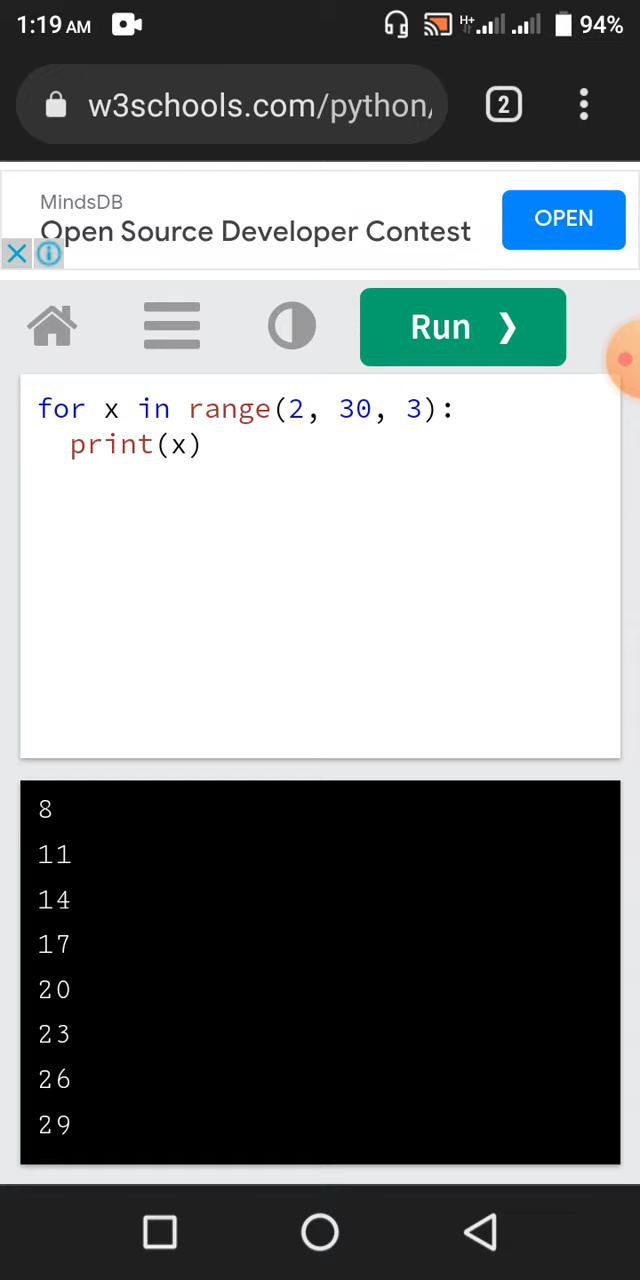 1:19 AM 94%
H+
w3schools.com/python/
2
MindsDB
Open Source Developer Contest
OPEN
Run ❯
for x in range(2, 30, 3):
  print(x)
8
11
14
17
20
23
26
29